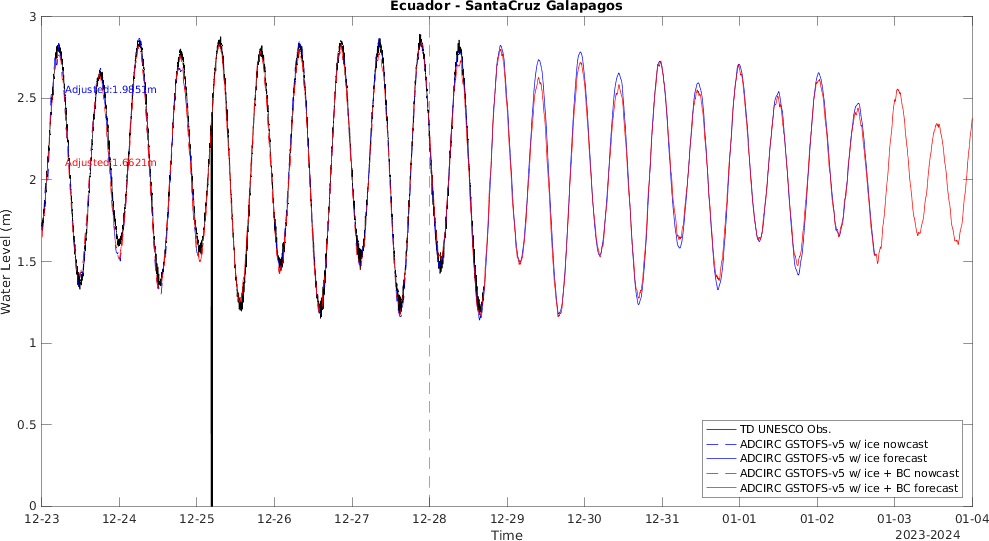 Ecuador - SantaCruz Galapagos
3
2.5
2
1.5
1
0.5
0
Water Level (m)
Adjusted:1.9851m
Adjusted:1.6621m
TD UNESCO Obs.
ADCIRC GSTOFS-v5 w/ ice nowcast
ADCIRC GSTOFS-v5 w/ ice forecast
ADCIRC GSTOFS-v5 w/ ice + BC nowcast
ADCIRC GSTOFS-v5 w/ ice + BC forecast
12-23 12-24 12-25 12-26 12-27 12-28 12-29 12-30 12-31 01-01 01-02 01-03 01-04
Time
2023-2024